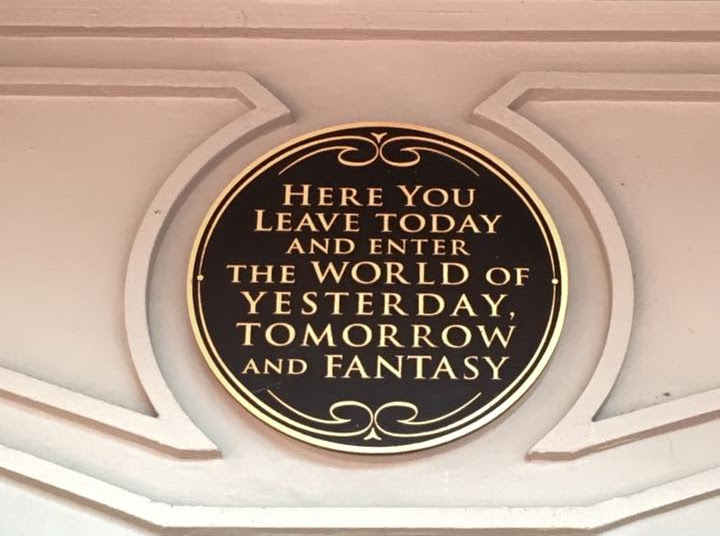 HERE YOU
LEAVE TODAY
AND ENTER
THE WORLD OF
YESTERDAY,
TOMORROW
AND FANTASY